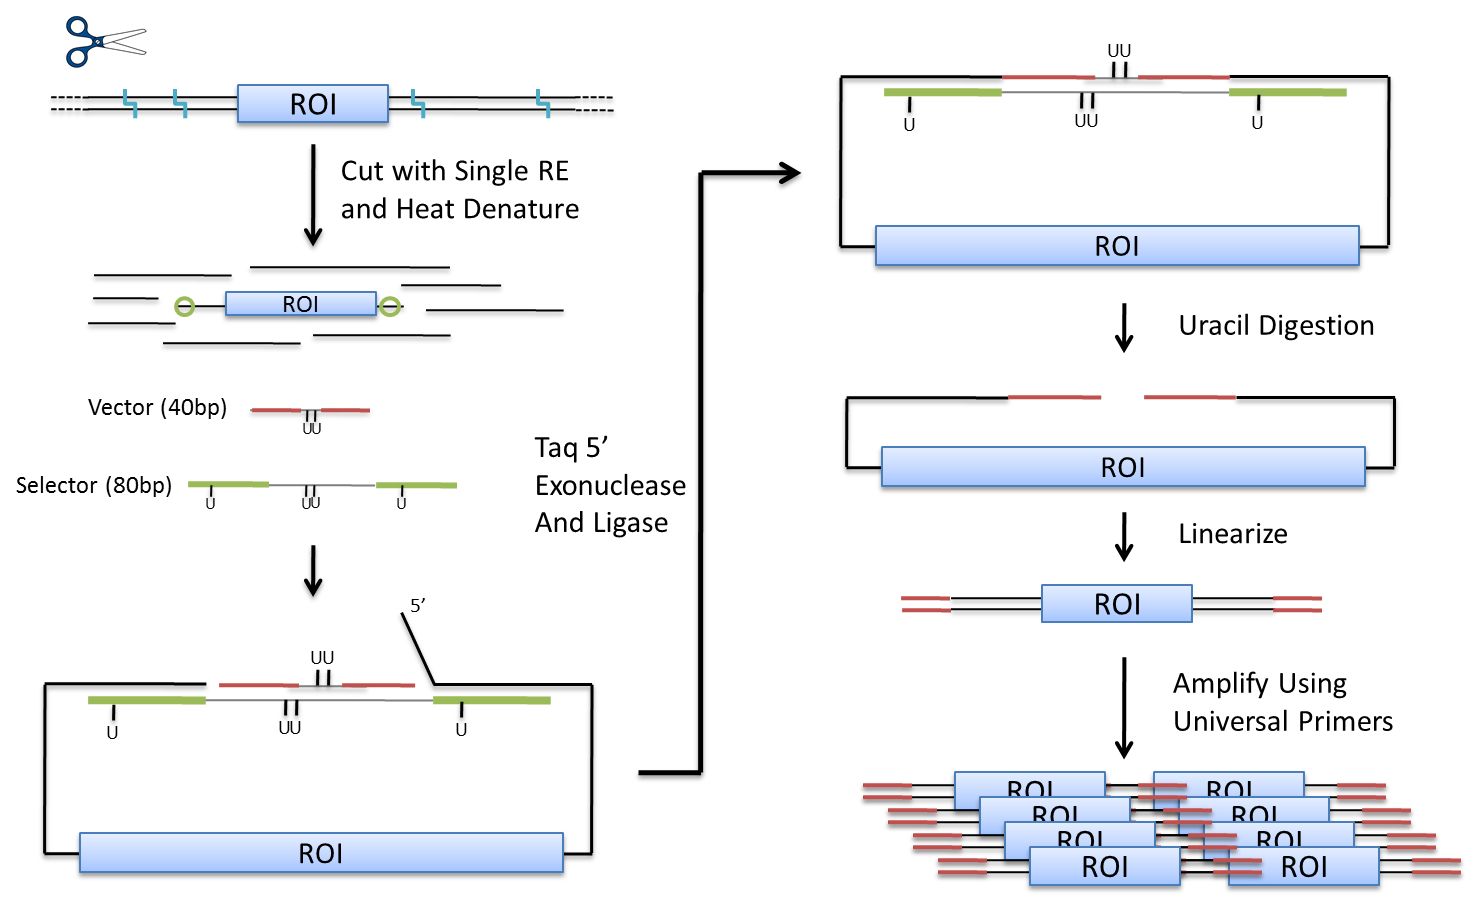 ROI
Cut with Single RE
and Heat Denature
ROI
Vector (40bp)
UU
Selector (80bp)
U
UU
U
Taq 5’
Exonuclease
And Ligase
5’
UU
U
UU
U
ROI
UU
U
UU
U
ROI
Uracil Digestion
ROI
Linearize
ROI
Amplify Using
Universal Primers
ROI
ROI
ROI
ROI
ROI
ROI
ROI
ROI